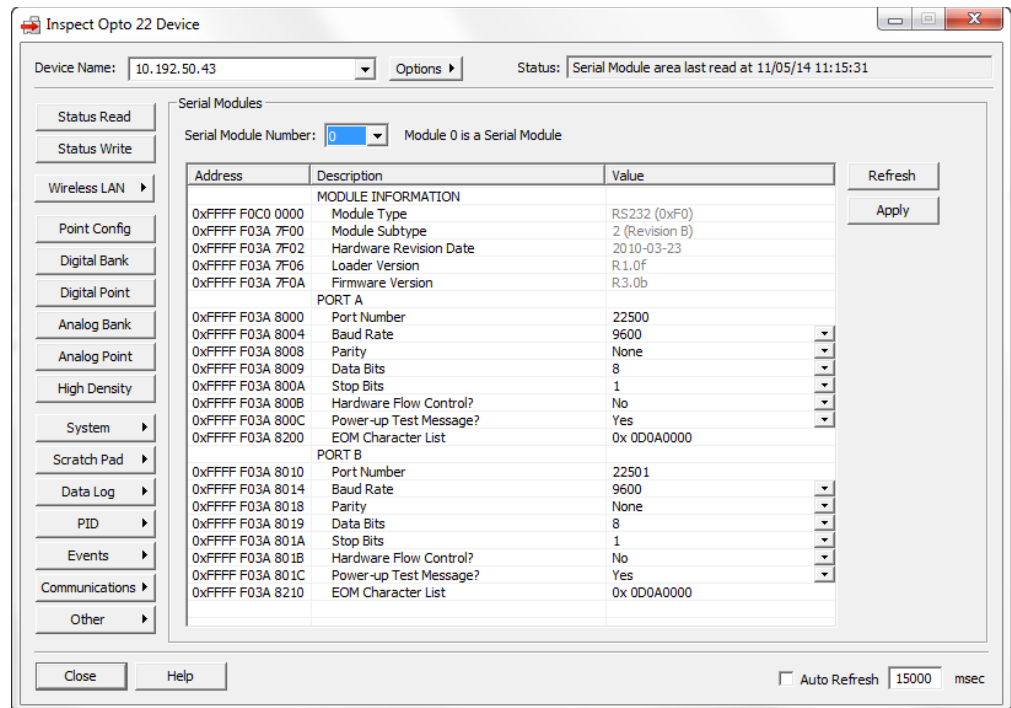 Inspect Opto 22 Device
Device Name: 10.192.50.43 Options Status: Serial Module area last read at 11/05/14 11:15:31
Status Read
Status Write
Wireless LAN
Point Config
Digital Bank
Digital Point
Analog Bank
Analog Point
High Density
System
Scratch Pad
Data Log
PID
Events
Communications
Other
Serial Modules
Serial Module Number: 0 Module 0 is a Serial Module
Address Description Value
MODULE INFORMATION
0xFFFF F0C0 0000 Module Type RS232 (0xF0)
0xFFFF F03A 7F00 Module Subtype 2 (Revision B)
0xFFFF F03A 7F02 Hardware Revision Date 2010-03-23
0xFFFF F03A 7F06 Loader Version R1.0f
0xFFFF F03A 7F0A Firmware Version R3.0b
PORT A
0xFFFF F03A 8000 Port Number 22500
0xFFFF F03A 8004 Baud Rate 9600
0xFFFF F03A 8008 Parity None
0xFFFF F03A 8009 Data Bits 8
0xFFFF F03A 800A Stop Bits 1
0xFFFF F03A 800B Hardware Flow Control? No
0xFFFF F03A 800C Power-up Test Message? Yes
0xFFFF F03A 8200 EOM Character List 0x 0D0A0000
PORT B
0xFFFF F03A 8010 Port Number 22501
0xFFFF F03A 8014 Baud Rate 9600
0xFFFF F03A 8018 Parity None
0xFFFF F03A 8019 Data Bits 8
0xFFFF F03A 801A Stop Bits 1
0xFFFF F03A 801B Hardware Flow Control? No
0xFFFF F03A 801C Power-up Test Message? Yes
0xFFFF F03A 8210 EOM Character List 0x 0D0A0000
Refresh
Apply
Close Help Auto Refresh 15000 msec